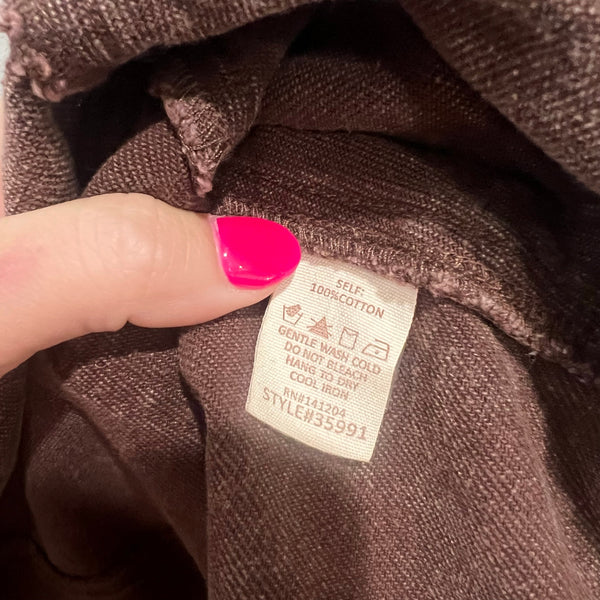 SELF:
100%COTTON
GENTLE WASH COLD
DO NOT BLEACH
HANG TO DRY
COOL IRON
RN#141204
STYLE#35991